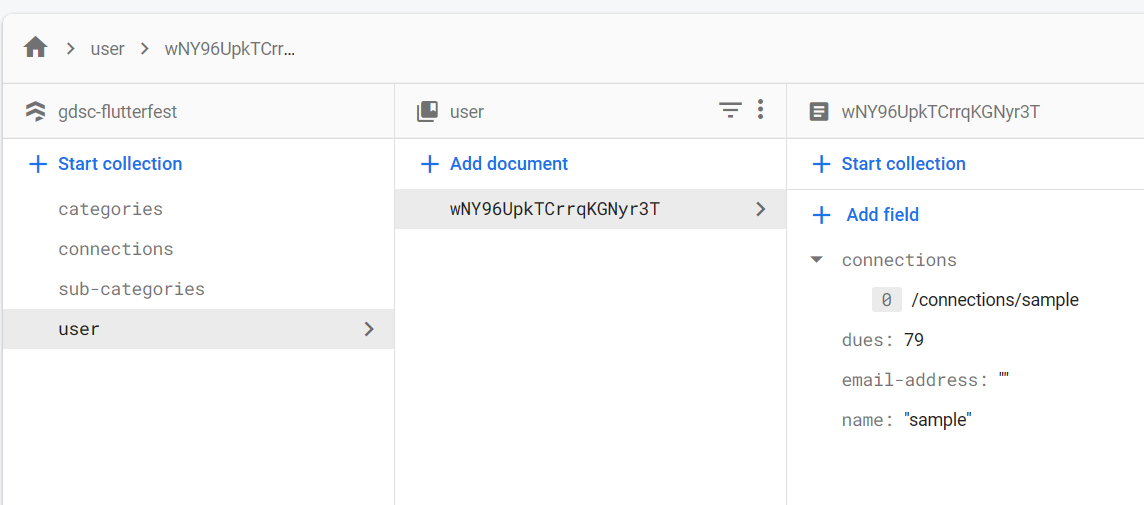 user wNY96UpkTCrr...
gdsc-flutterfest
Start collection
categories
connections
sub-categories
user
user
Add document
wNY96UpkTCrrqKGNyr3T
wNY96UpkTCrrqKGNyr3T
Start collection
Add field
connections
0 /connections/sample
dues: 79
email-address: ""
name: "sample"